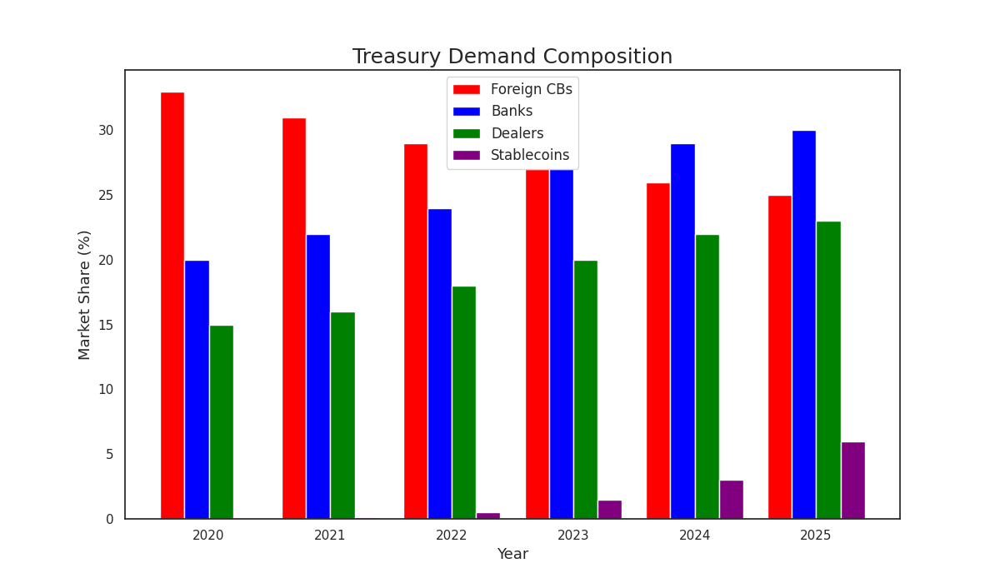 Treasury Demand Composition
Foreign CBs
Banks
Dealers
Stablecoins
Market Share (%)
30
25
20
15
10
5
0
2020 2021 2022 2023 2024 2025
Year